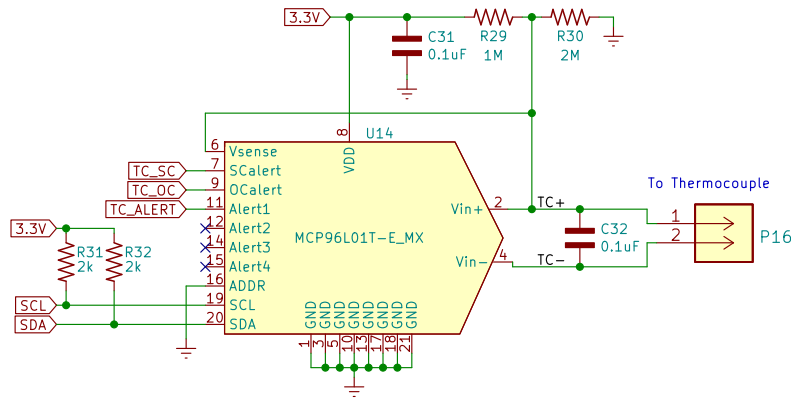 3.3V
C31
0.1uF
R29
1M
R30
2M
8
U14
VDD
6
Vsense
TC_SC
7
SCalert
TC_OC
9
OCalert
TC_ALERT
11
Alert1
12
Alert2
14
Alert3
15
Alert4
16
ADDR
19
SCL
20
SDA
MCP96L01T-E_MX
Vin+
2
TC+
Vin-
4
TC-
C32
0.1uF
To Thermocouple
1
2
P16
3.3V
R31
2k
R32
2k
SCL
SDA
GND
GND
GND
GND
GND
GND
GND
GND
1
3
5
10
13
17
18
21